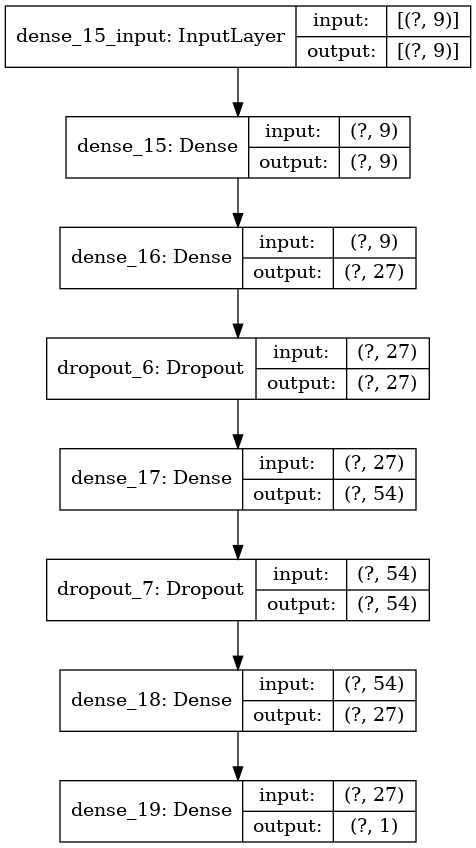 dense_15_input: InputLayer
input: [(?, 9)]
output: [(?, 9)]
dense_15: Dense
input: (?, 9)
output: (?, 9)
dense_16: Dense
input: (?, 9)
output: (?, 27)
dropout_6: Dropout
input: (?, 27)
output: (?, 27)
dense_17: Dense
input: (?, 27)
output: (?, 54)
dropout_7: Dropout
input: (?, 54)
output: (?, 54)
dense_18: Dense
input: (?, 54)
output: (?, 27)
dense_19: Dense
input: (?, 27)
output: (?, 1)